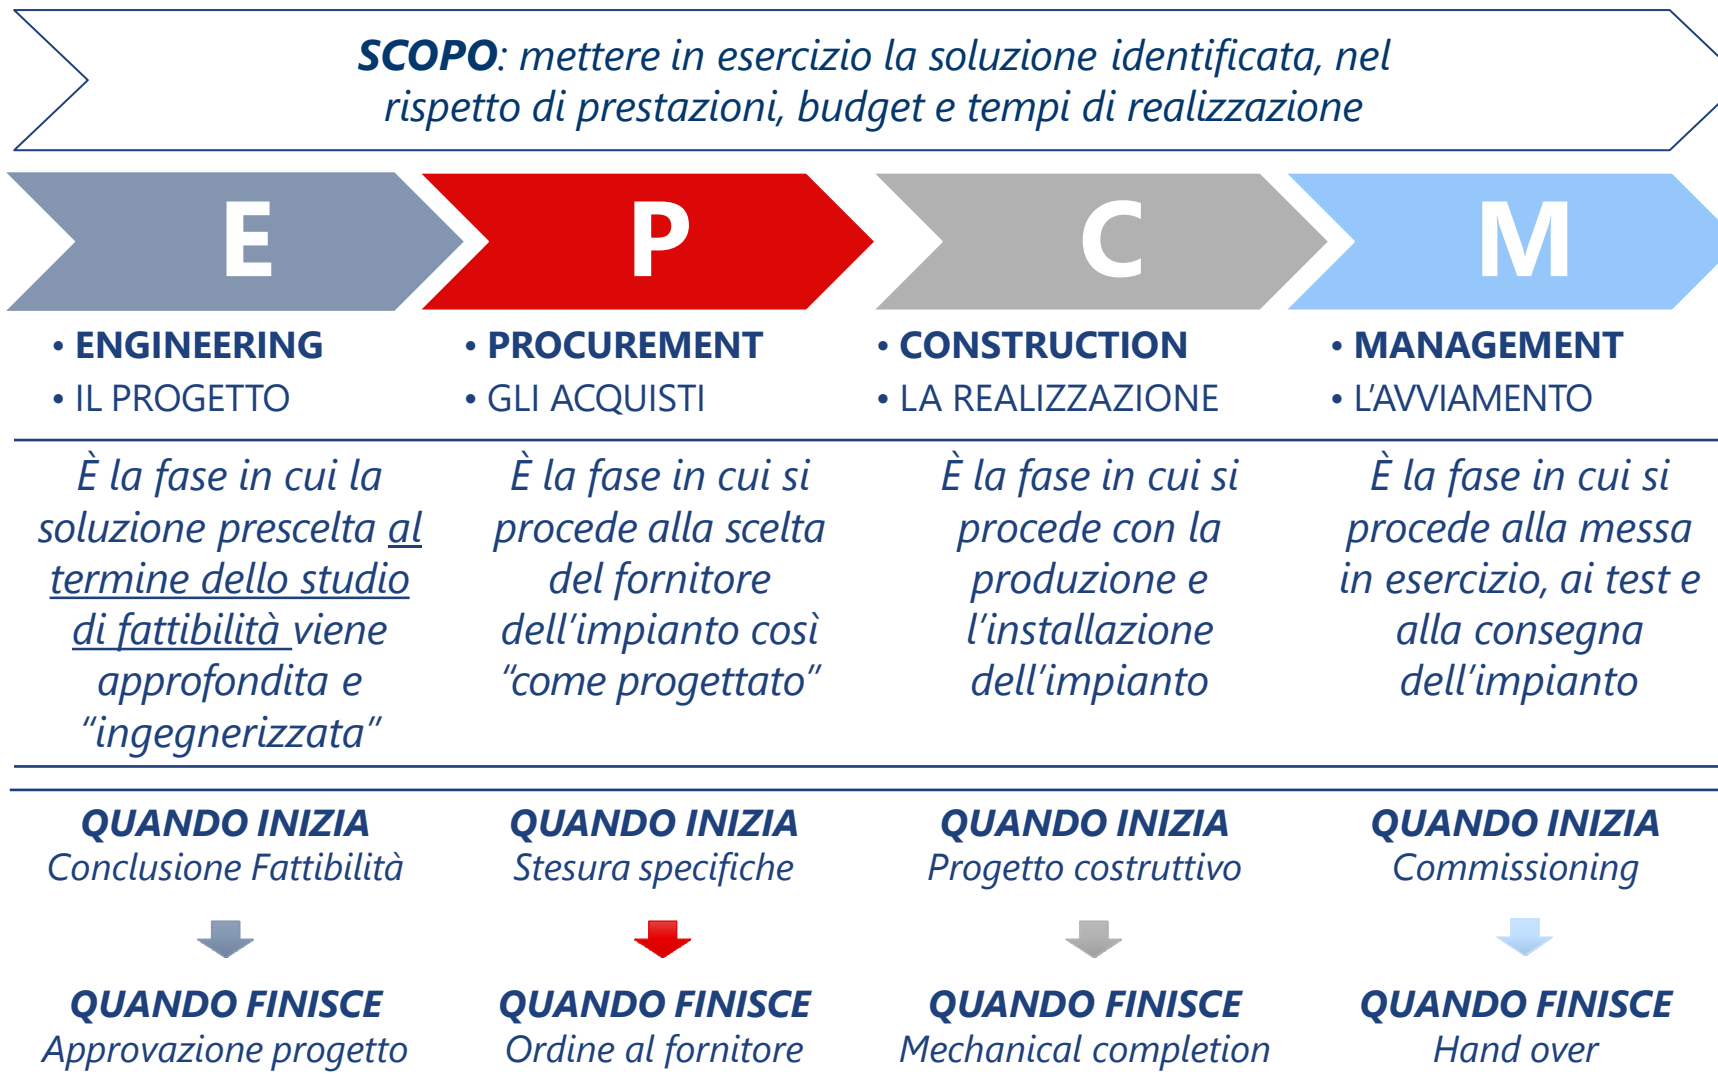 SCOPO: mettere in esercizio la soluzione identificata, nel
rispetto di prestazioni, budget e tempi di realizzazione
E
P
C
M
• ENGINEERING
• IL PROGETTO
• PROCUREMENT
• GLI ACQUISTI
• CONSTRUCTION
• LA REALIZZAZIONE
• MANAGEMENT
• L'AVVIAMENTO
È la fase in cui la
soluzione prescelta al
termine dello studio
di fattibilità viene
approfondita e
“ingegnerizzata”
È la fase in cui si
procede alla scelta
del fornitore
dell’impianto così
“come progettato”
È la fase in cui si
procede con la
produzione e
l’installazione
dell’impianto
È la fase in cui si
procede alla messa
in esercizio, ai test e
alla consegna
dell’impianto
QUANDO INIZIA
Conclusione Fattibilità
QUANDO FINISCE
Approvazione progetto
QUANDO INIZIA
Stesura specifiche
QUANDO FINISCE
Ordine al fornitore
QUANDO INIZIA
Progetto costruttivo
QUANDO FINISCE
Mechanical completion
QUANDO INIZIA
Commissioning
QUANDO FINISCE
Hand over